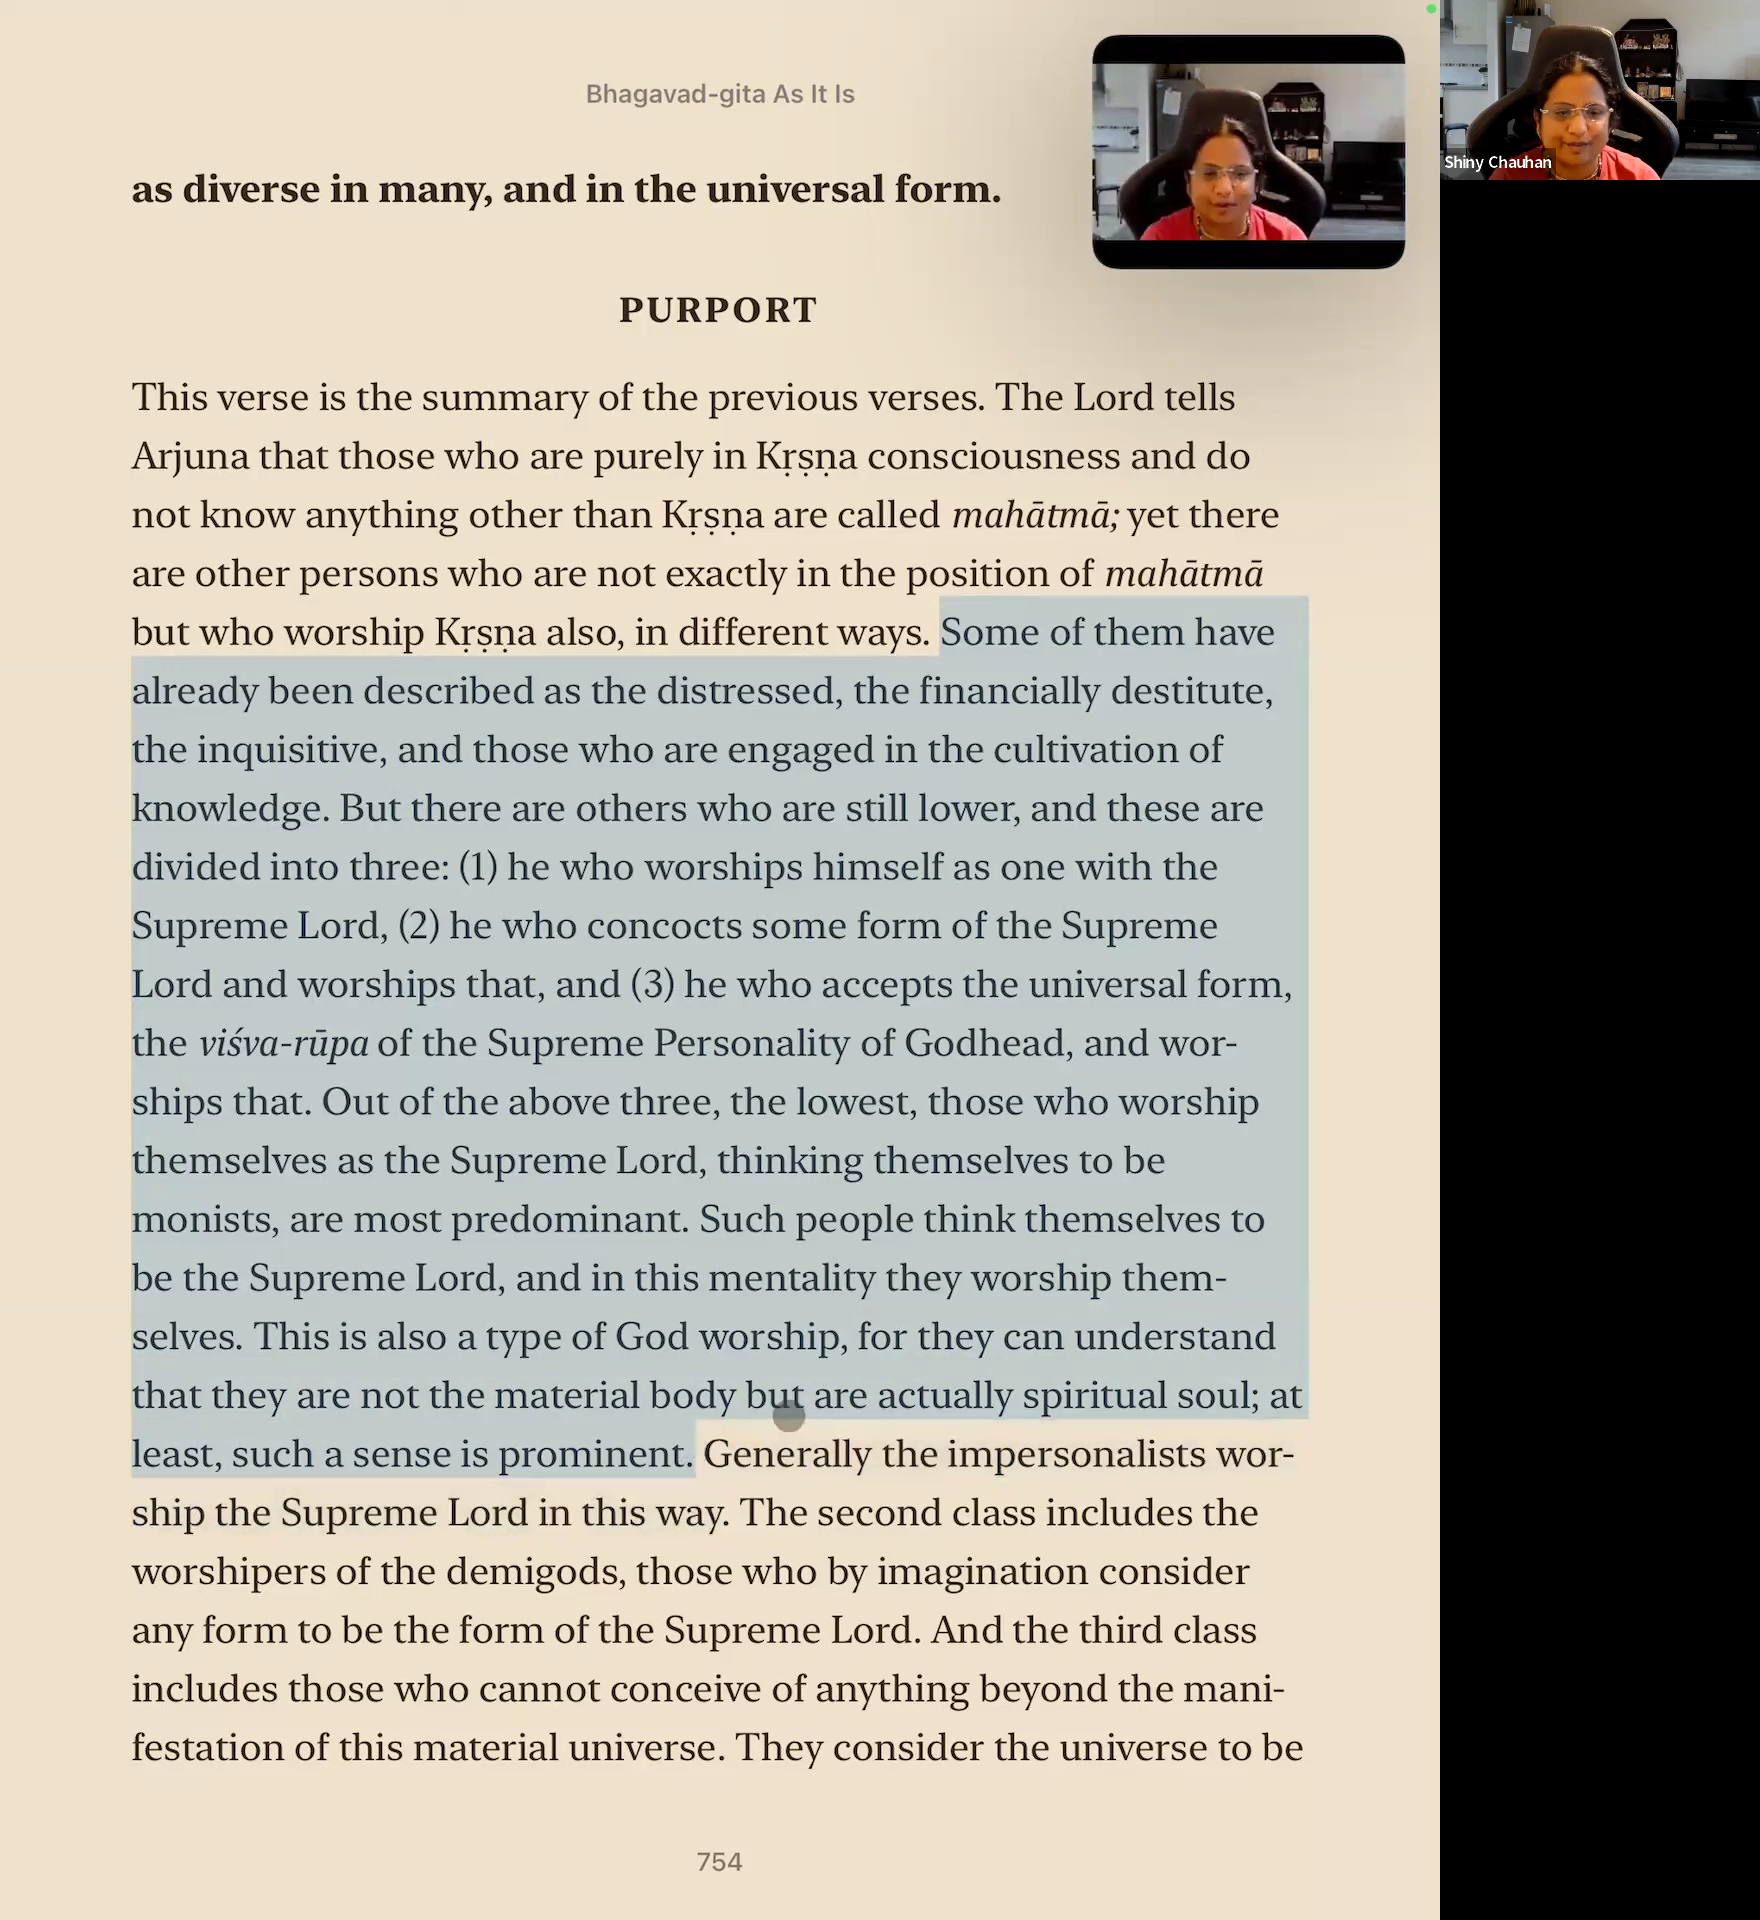 Bhagavad-gita As It Is
as diverse in many, and in the universal form.
PURPORT
This verse is the summary of the previous verses. The Lord tells
Arjuna that those who are purely in Kṛṣṇa consciousness and do
not know anything other than Kṛṣṇa are called mahātmā; yet there
are other persons who are not exactly in the position of mahātmā
but who worship Kṛṣṇa also, in different ways. Some of them have
already been described as the distressed, the financially destitute,
the inquisitive, and those who are engaged in the cultivation of
knowledge. But there are others who are still lower, and these are
divided into three: (1) he who worships himself as one with the
Supreme Lord, (2) he who concocts some form of the Supreme
Lord and worships that, and (3) he who accepts the universal form,
the viśva-rūpa of the Supreme Personality of Godhead, and wor-
ships that. Out of the above three, the lowest, those who worship
themselves as the Supreme Lord, thinking themselves to be
monists, are most predominant. Such people think themselves to
be the Supreme Lord, and in this mentality they worship them-
selves. This is also a type of God worship, for they can understand
that they are not the material body but are actually spiritual soul; at
least, such a sense is prominent. Generally the impersonalists wor-
ship the Supreme Lord in this way. The second class includes the
worshipers of the demigods, those who by imagination consider
any form to be the form of the Supreme Lord. And the third class
includes those who cannot conceive of anything beyond the mani-
festation of this material universe. They consider the universe to be
754
Shiny Chauhan